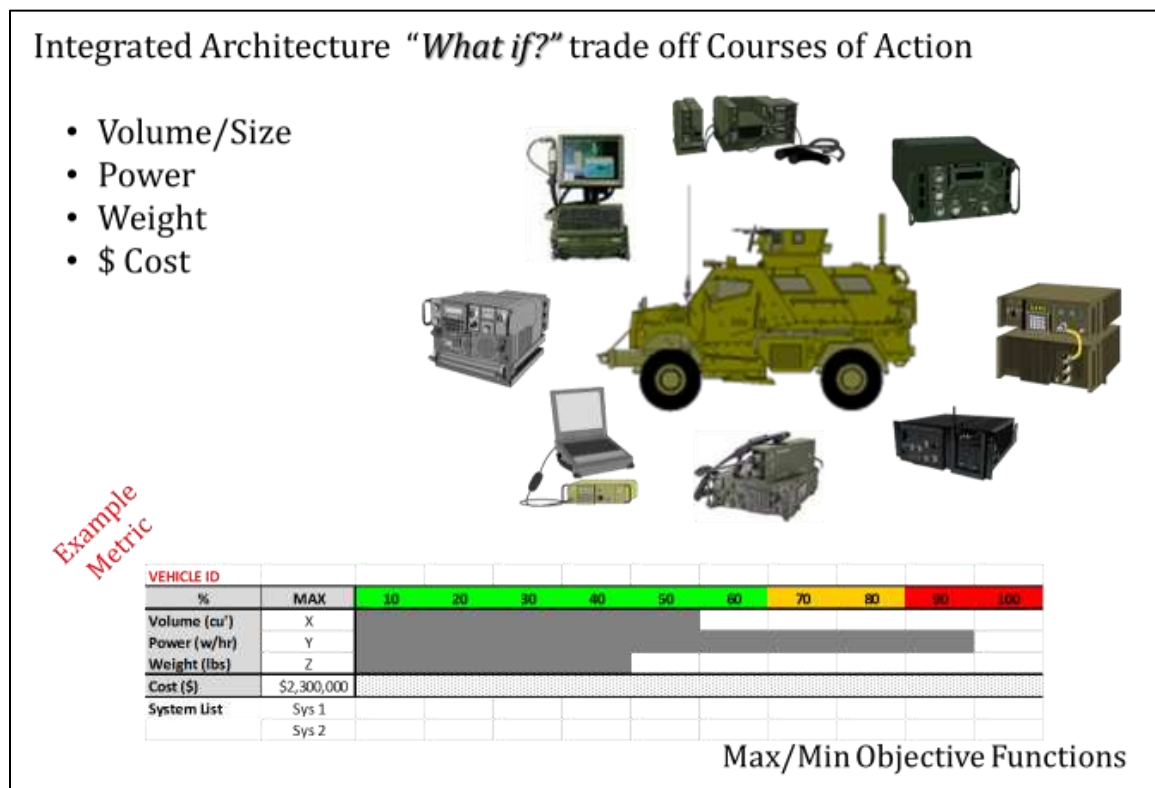 Integrated Architecture “What if?” trade off Courses of Action
• Volume/Size
• Power
• Weight
• $ Cost
Example
Metric
VEHICLE ID
% MAX 10 20 30 40 50 60 70 80 90 100
Volume (cu') X
Power (w/hr) Y
Weight (lbs) Z
Cost ($) $2,300,000
System List Sys 1
Sys 2
Max/Min Objective Functions